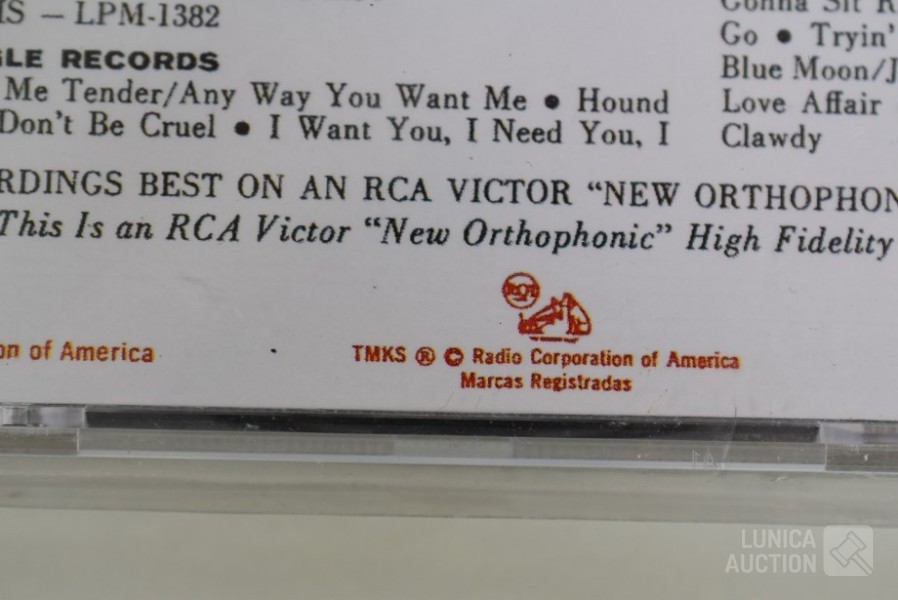 IS — LPM-1382
GLE RECORDS
Me Tender/Any Way You Want Me • Hound
Don't Be Cruel • I Want You, I Need You, I
Gonna Sit R
Go • Tryin'
Blue Moon/J
Love Affair
Clawdy
RDINGS BEST ON AN RCA VICTOR “NEW ORTHOPHON
This Is an RCA Victor “New Orthophonic” High Fidelity
on of America
TMKS ® © Radio Corporation of America
Marcas Registradas
LUNICA
AUCTION